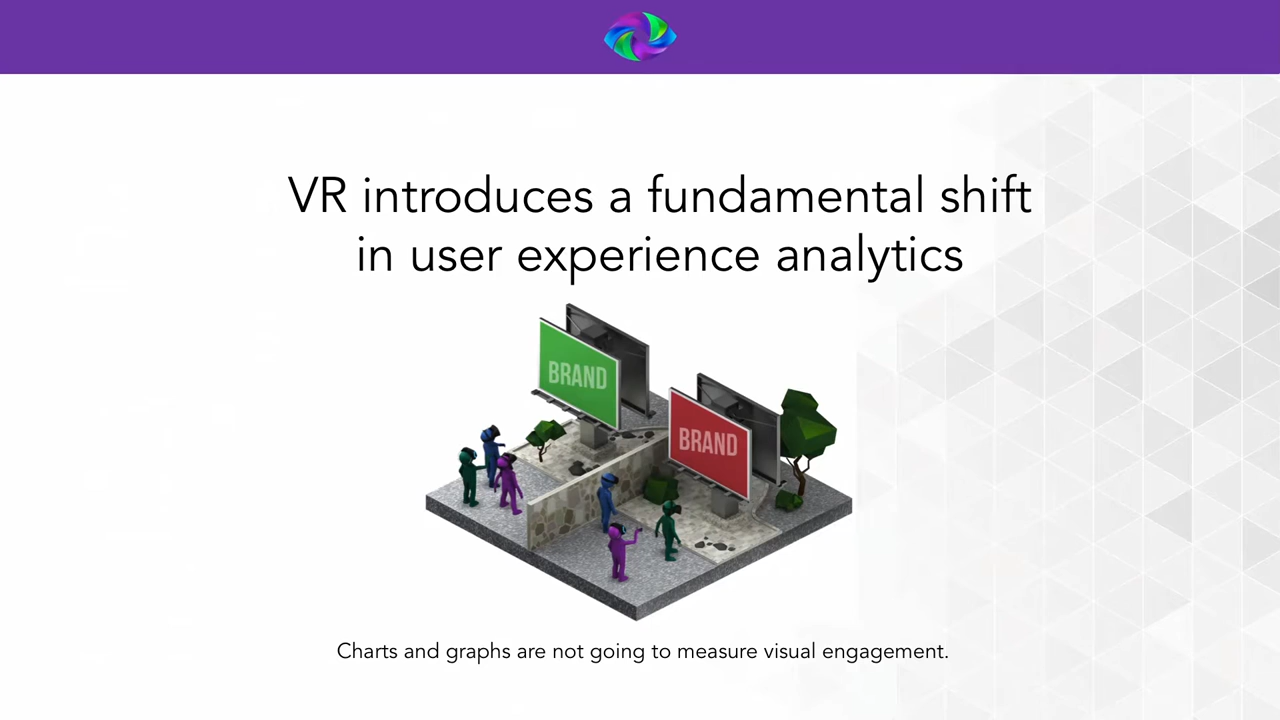 VR introduces a fundamental shift
in user experience analytics
BRAND
BRAND
Charts and graphs are not going to measure visual engagement.